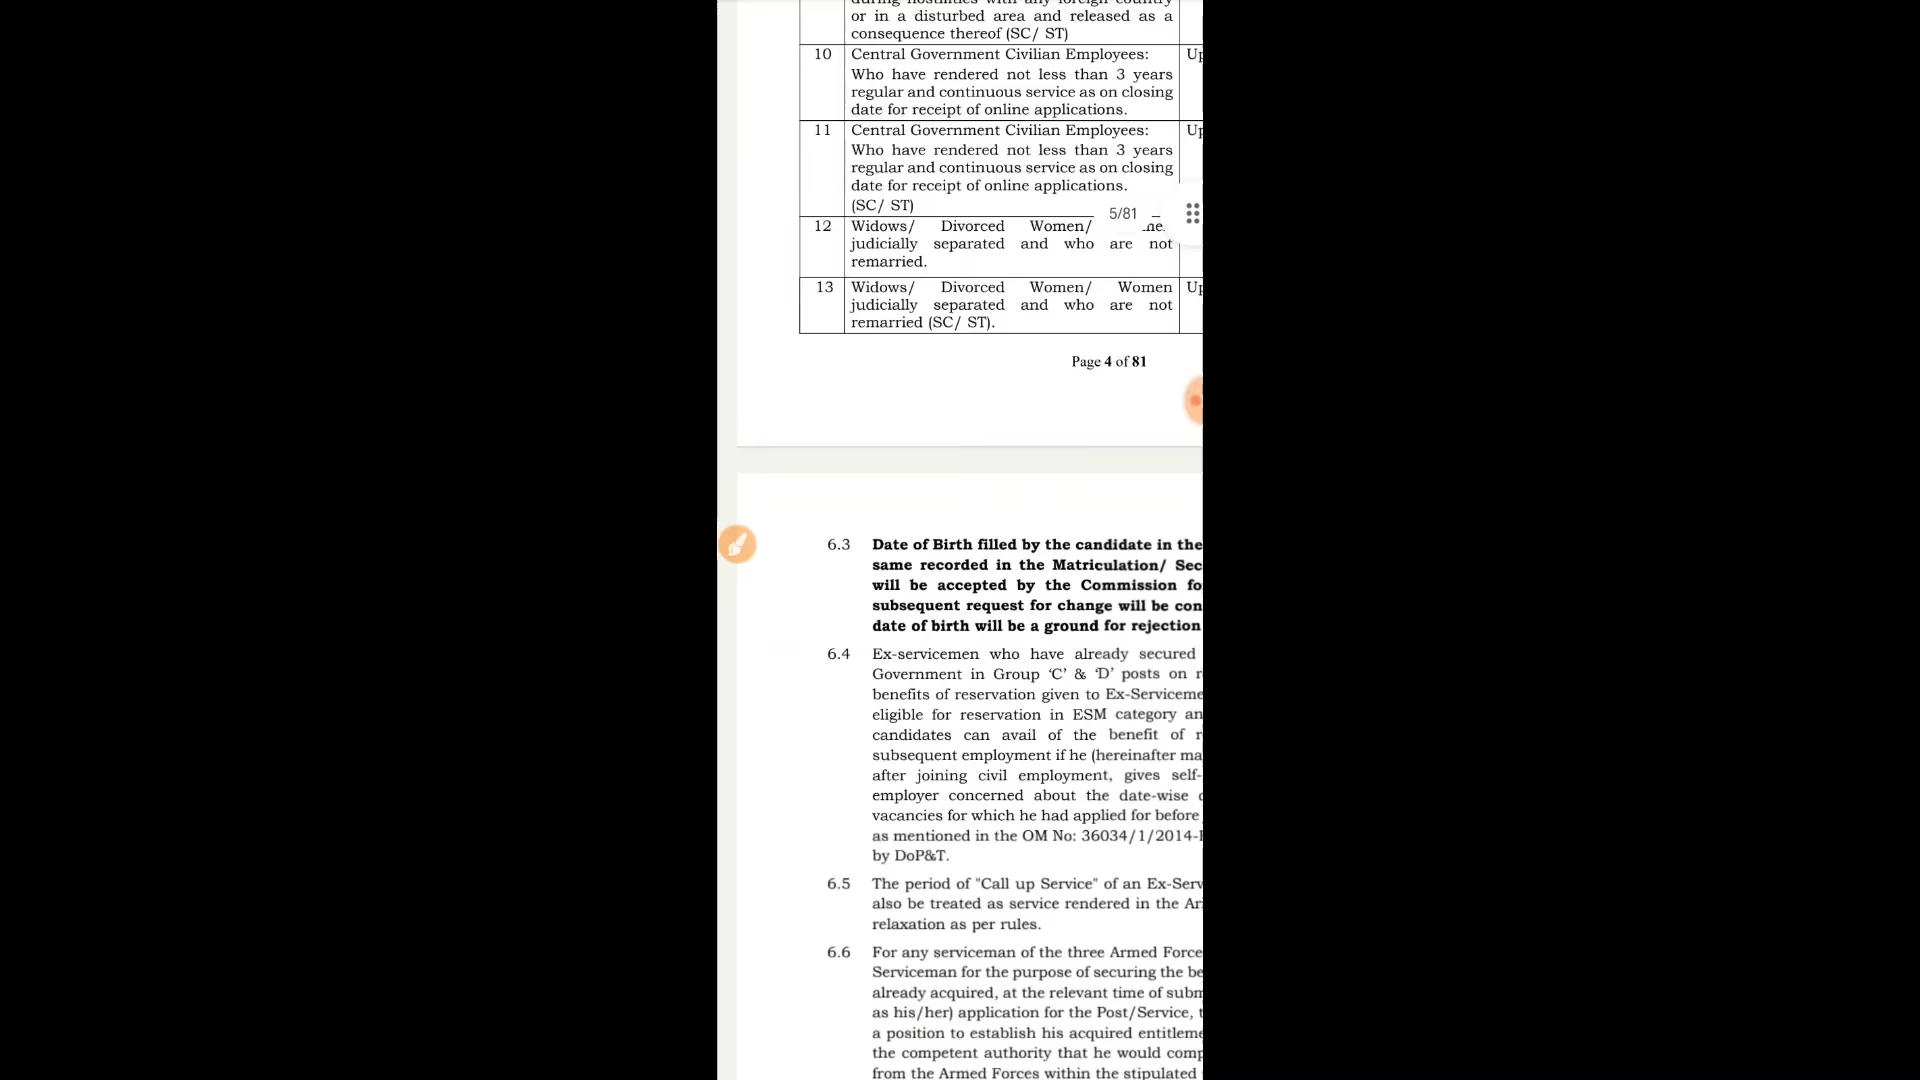 or in a disturbed area and released as a
consequence thereof (SC/ ST)
10 Central Government Civilian Employees:
Who have rendered not less than 3 years
regular and continuous service as on closing
date for receipt of online applications.
11 Central Government Civilian Employees:
Who have rendered not less than 3 years
regular and continuous service as on closing
date for receipt of online applications.
(SC/ ST)
5/81
12 Widows/ Divorced Women/
judicially separated and who are not
remarried.
13 Widows/ Divorced Women/ Women
judicially separated and who are not
remarried (SC/ ST).
Page 4 of 81
6.3 Date of Birth filled by the candidate in the
same recorded in the Matriculation/
will be accepted by the Commission
subsequent request for change will be
date of birth will be a ground for rejection
6.4 Ex-servicemen who have already secured
Government in Group ‘C’ & ‘D’ posts on
benefits of reservation given to
eligible for reservation in ESM category
candidates can avail of the benefit of
subsequent employment if he (hereinafter
after joining civil employment, gives self-
employer concerned about the date-wise
vacancies for which he had applied for before
as mentioned in the OM No: 36034/1/2014-
by DoP&T.
6.5 The period of "Call up Service" of an
also be treated as service rendered in the
relaxation as per rules.
6.6 For any serviceman of the three Armed
Serviceman for the purpose of securing the
already acquired, at the relevant time of
as his/her) application for the Post/Service,
a position to establish his acquired
the competent authority that he would
from the Armed Forces within the stipulated